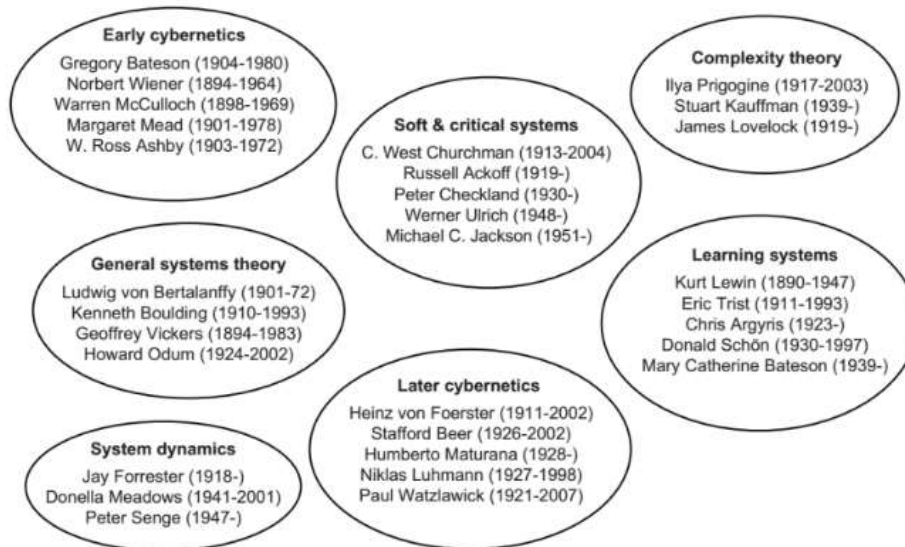 Early cybernetics
Gregory Bateson (1904-1980)
Norbert Wiener (1894-1964)
Warren McCulloch (1898-1969)
Margaret Mead (1901-1978)
W. Ross Ashby (1903-1972)
Complexity theory
Ilya Prigogine (1917-2003)
Stuart Kauffman (1939-)
James Lovelock (1919-)
Soft & critical systems
C. West Churchman (1913-2004)
Russell Ackoff (1919-)
Peter Checkland (1930-)
Werner Ulrich (1948-)
Michael C. Jackson (1951-)
General systems theory
Ludwig von Bertalanffy (1901-72)
Kenneth Boulding (1910-1993)
Geoffrey Vickers (1894-1983)
Howard Odum (1924-2002)
Learning systems
Kurt Lewin (1890-1947)
Eric Trist (1911-1993)
Chris Argyris (1923-)
Donald Schön (1930-1997)
Mary Catherine Bateson (1939-)
Later cybernetics
Heinz von Foerster (1911-2002)
Stafford Beer (1926-2002)
Humberto Maturana (1928-)
Niklas Luhmann (1927-1998)
Paul Watzlawick (1921-2007)
System dynamics
Jay Forrester (1918-)
Donella Meadows (1941-2001)
Peter Senge (1947-)